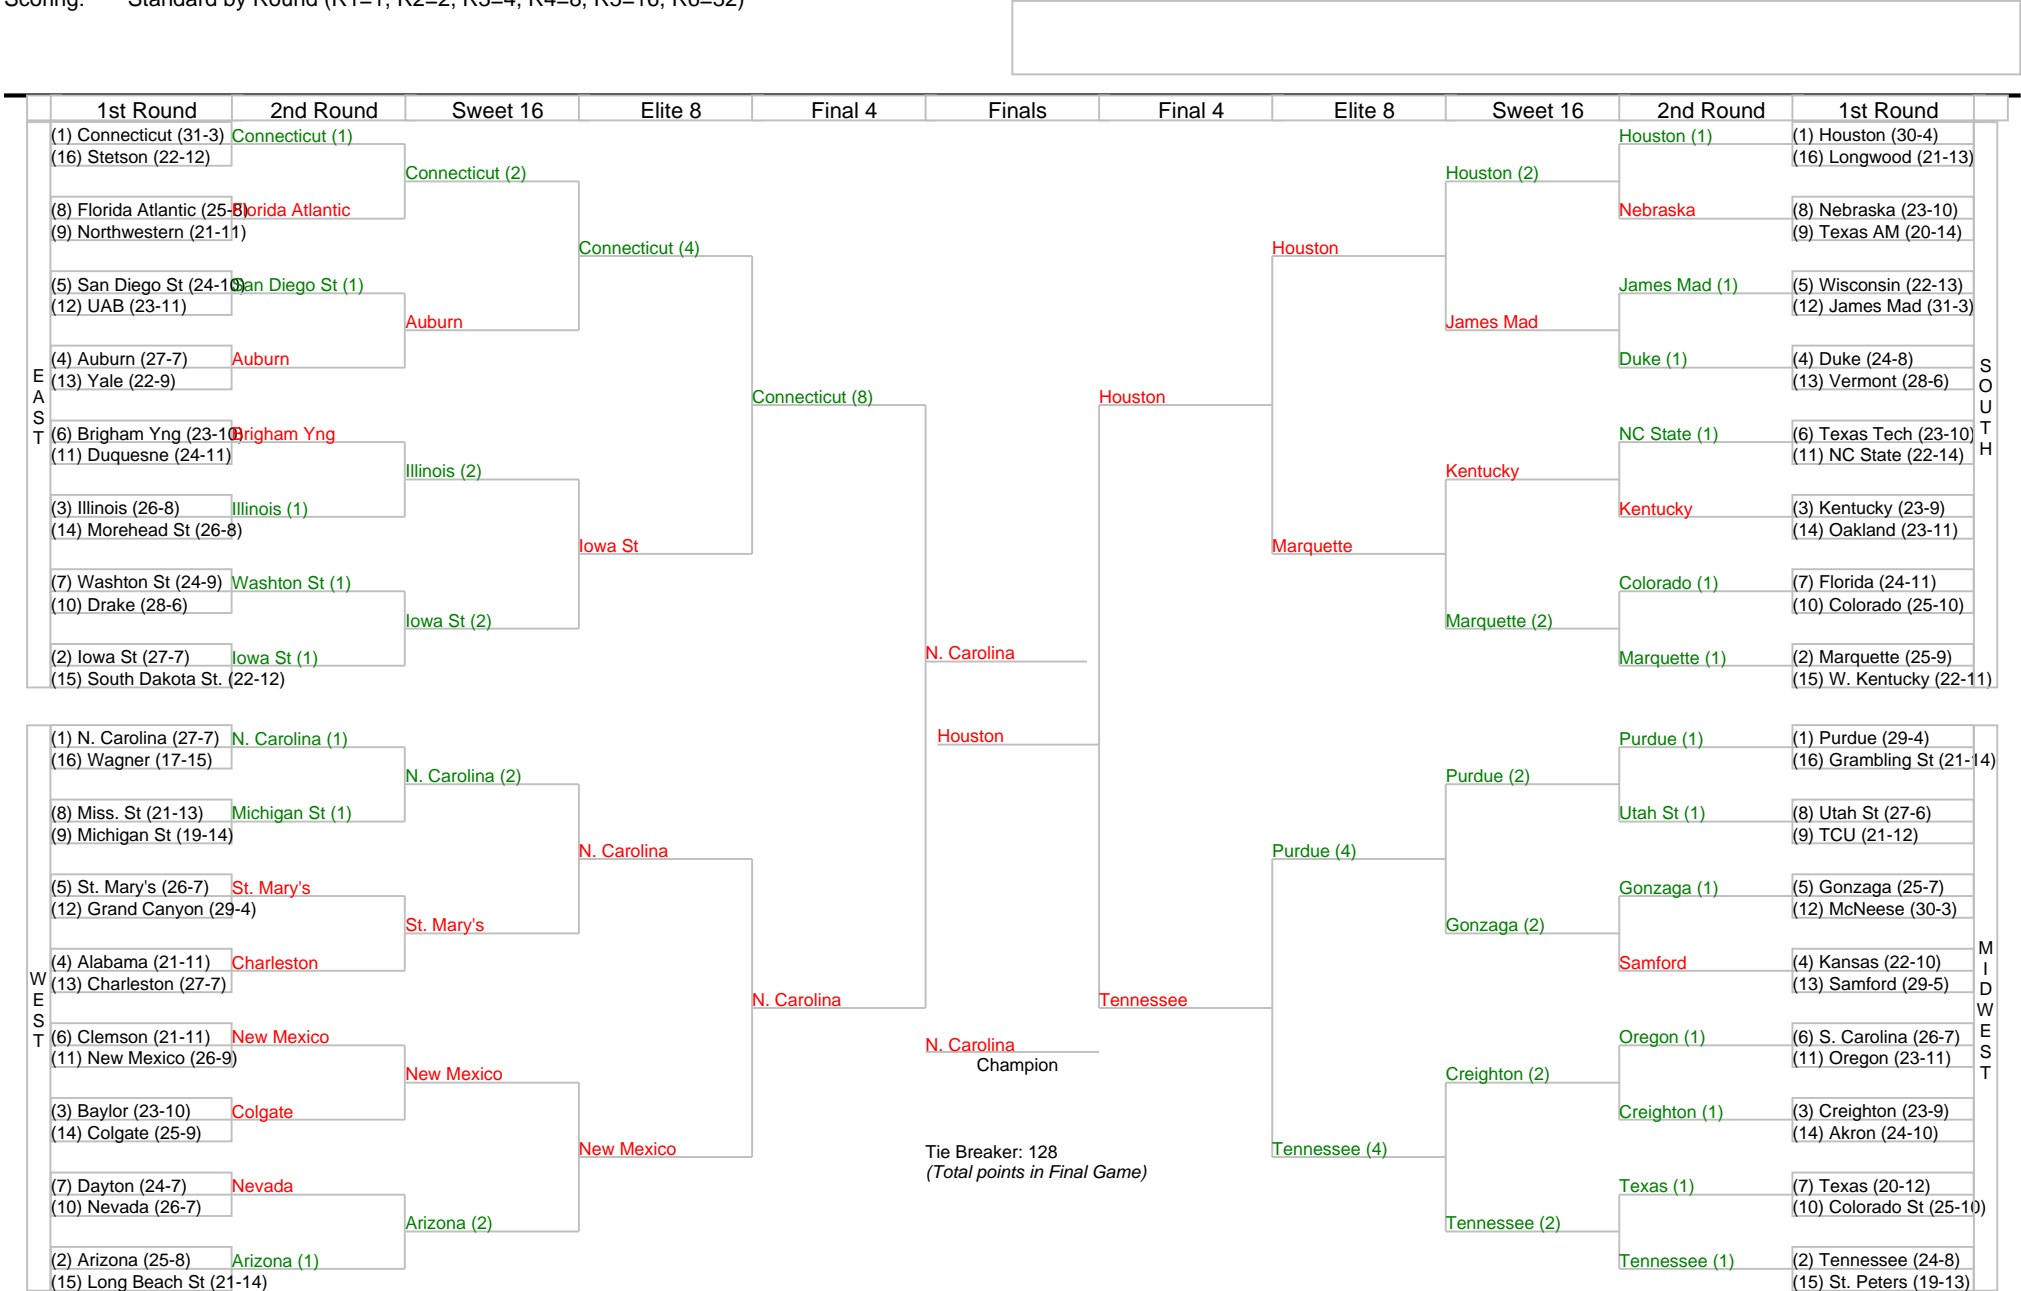 Scoring: Standard by Round (R1=1, R2=2, R3=4, R4=8, R5=16, R6=32)
1st Round 2nd Round Sweet 16 Elite 8 Final 4 Finals Final 4 Elite 8 Sweet 16 2nd Round 1st Round
EAST
(1) Connecticut (31-3)
(16) Stetson (22-12)
(8) Florida Atlantic (25-8)
(9) Northwestern (21-11)
(5) San Diego St (24-10)
(12) UAB (23-11)
(4) Auburn (27-7)
(13) Yale (22-9)
(6) Brigham Yng (23-10)
(11) Duquesne (24-11)
(3) Illinois (26-8)
(14) Morehead St (26-8)
(7) Washton St (24-9)
(10) Drake (28-6)
(2) Iowa St (27-7)
(15) South Dakota St. (22-12)
Connecticut (1)
Florida Atlantic
San Diego St (1)
Auburn
Brigham Yng
Illinois (1)
Washton St (1)
Iowa St (1)
Connecticut (2)
Auburn
Illinois (2)
Iowa St (2)
Connecticut (4)
Iowa St
Connecticut (8)
WEST
(1) N. Carolina (27-7)
(16) Wagner (17-15)
(8) Miss. St (21-13)
(9) Michigan St (19-14)
(5) St. Mary's (26-7)
(12) Grand Canyon (29-4)
(4) Alabama (21-11)
(13) Charleston (27-7)
(6) Clemson (21-11)
(11) New Mexico (26-9)
(3) Baylor (23-10)
(14) Colgate (25-9)
(7) Dayton (24-7)
(10) Nevada (26-7)
(2) Arizona (25-8)
(15) Long Beach St (21-14)
N. Carolina (1)
Michigan St (1)
St. Mary's
Charleston
New Mexico
Colgate
Nevada
Arizona (1)
N. Carolina (2)
St. Mary's
New Mexico
Arizona (2)
N. Carolina
New Mexico
N. Carolina
N. Carolina
Houston
N. Carolina
Champion
Tie Breaker: 128
(Total points in Final Game)
Houston
Tennessee
Houston
Marquette
Houston (2)
James Mad
Kentucky
Marquette (2)
Houston (1)
Nebraska
James Mad (1)
Duke (1)
NC State (1)
Kentucky
Colorado (1)
Marquette (1)
(1) Houston (30-4)
(16) Longwood (21-13)
(8) Nebraska (23-10)
(9) Texas AM (20-14)
(5) Wisconsin (22-13)
(12) James Mad (31-3)
(4) Duke (24-8)
(13) Vermont (28-6)
(6) Texas Tech (23-10)
(11) NC State (22-14)
(3) Kentucky (23-9)
(14) Oakland (23-11)
(7) Florida (24-11)
(10) Colorado (25-10)
(2) Marquette (25-9)
(15) W. Kentucky (22-11)
SOUTH
Purdue (4)
Tennessee (4)
Purdue (2)
Gonzaga (2)
Creighton (2)
Tennessee (2)
Purdue (1)
Utah St (1)
Gonzaga (1)
Samford
Oregon (1)
Creighton (1)
Texas (1)
Tennessee (1)
(1) Purdue (29-4)
(16) Grambling St (21-14)
(8) Utah St (27-6)
(9) TCU (21-12)
(5) Gonzaga (25-7)
(12) McNeese (30-3)
(4) Kansas (22-10)
(13) Samford (29-5)
(6) S. Carolina (26-7)
(11) Oregon (23-11)
(3) Creighton (23-9)
(14) Akron (24-10)
(7) Texas (20-12)
(10) Colorado St (25-10)
(2) Tennessee (24-8)
(15) St. Peters (19-13)
MIDWEST